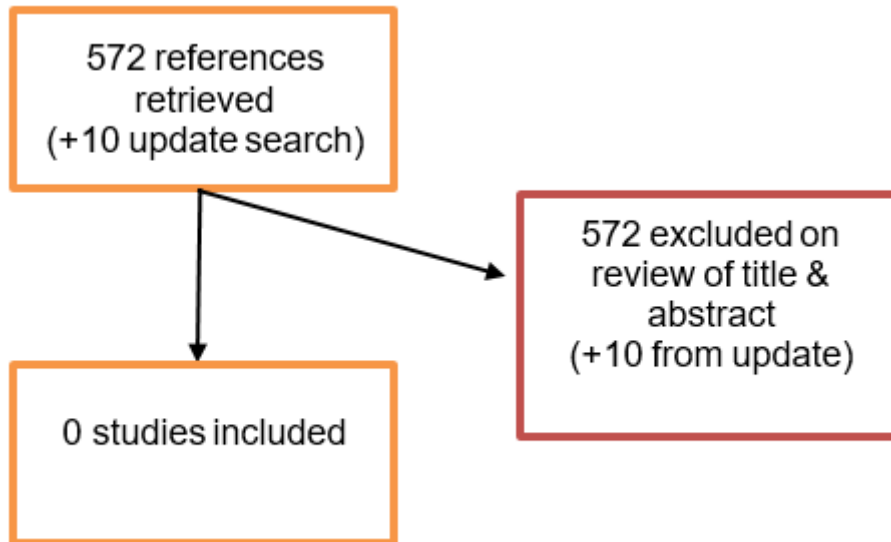 572 references
retrieved
(+10 update search)
572 excluded on
review of title &
abstract
(+10 from update)
0 studies included